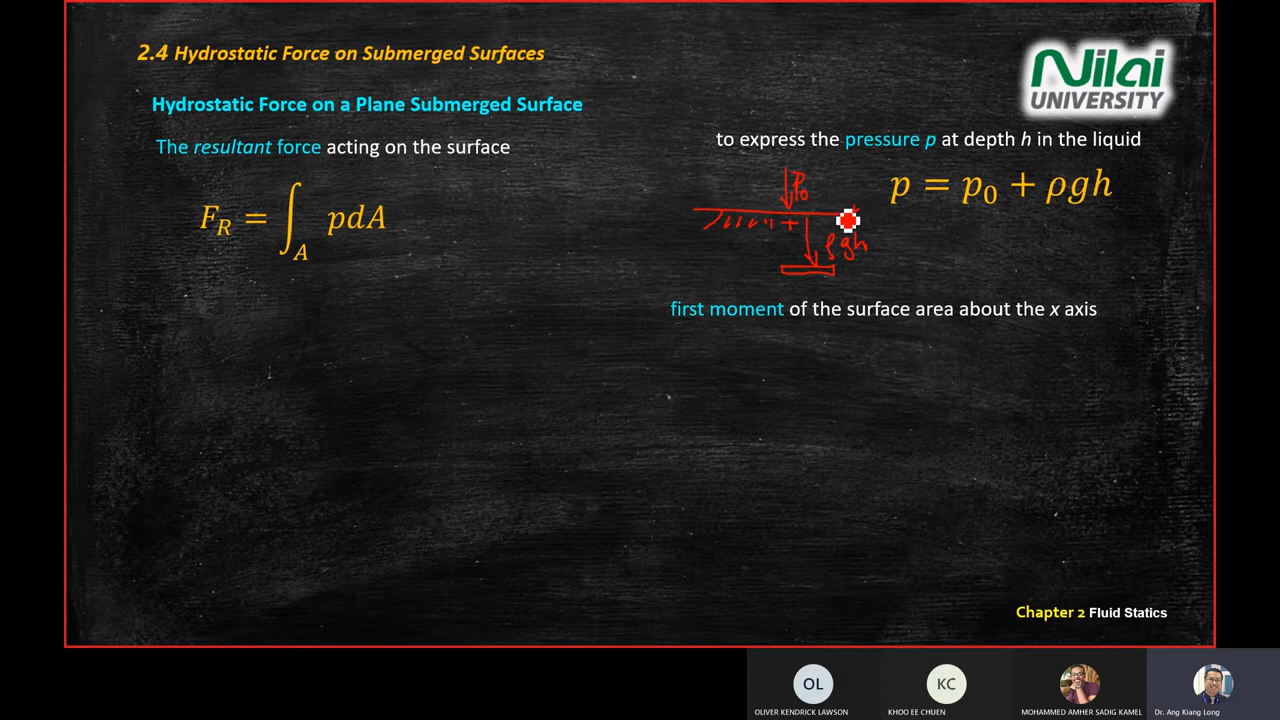 2.4 Hydrostatic Force on Submerged Surfaces
Nilai
UNIVERSITY
Hydrostatic Force on a Plane Submerged Surface
The resultant force acting on the surface
F_R = ∫_A pdA
to express the pressure p at depth h in the liquid
p = p_0 + ρgh
P_0
+
ρgh
first moment of the surface area about the x axis
Chapter 2 Fluid Statics
OL
KC
OLIVER KENDRICK LAWSON
KHOO EE CHUEN
MOHAMMED AMHER SADIG KAMEL
Dr. Ang Kiang Long